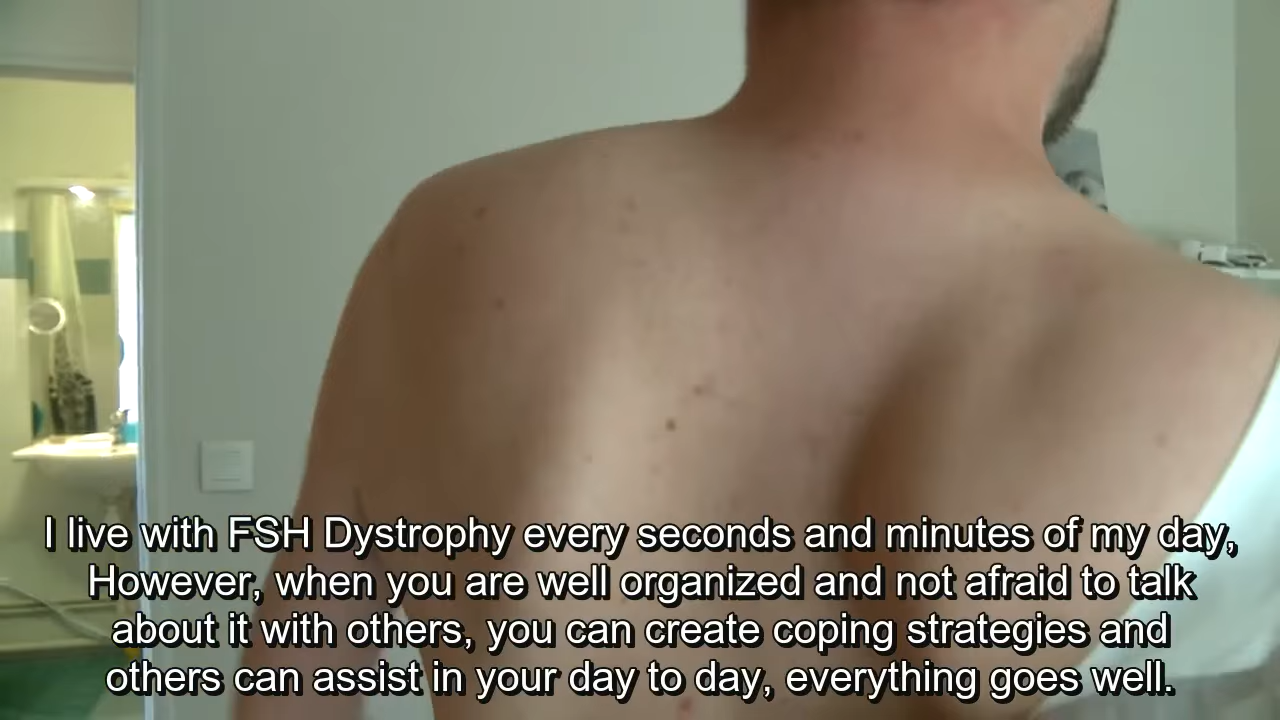 I live with FSH Dystrophy every seconds and minutes of my day,
However, when you are well organized and not afraid to talk
about it with others, you can create coping strategies and
others can assist in your day to day, everything goes well.